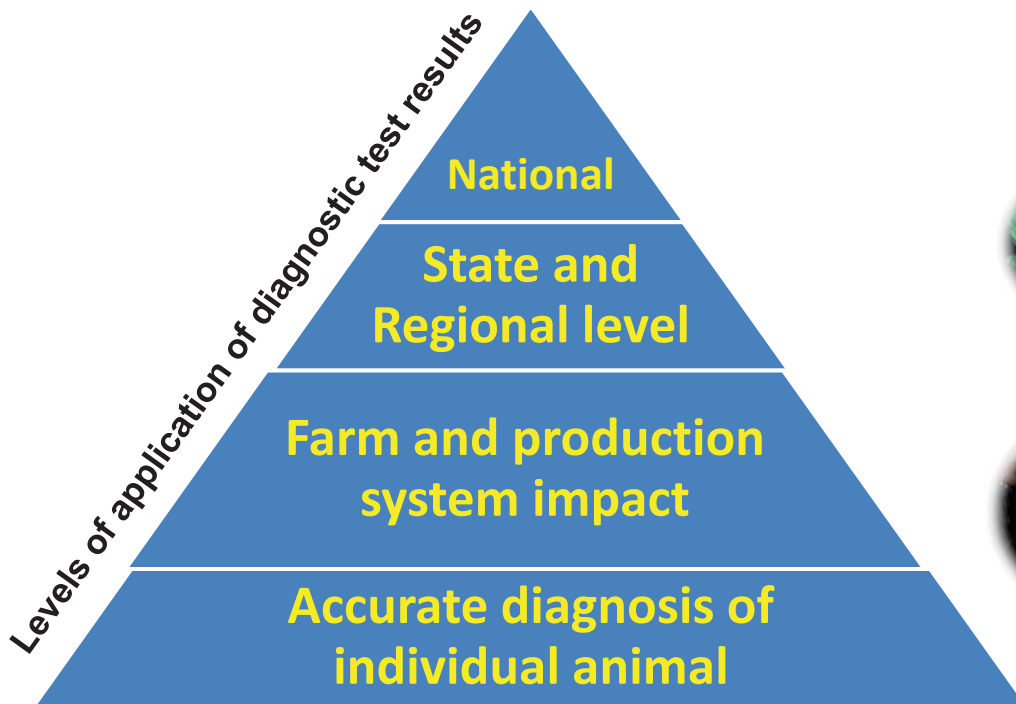 Levels of application of diagnostic test results
National
State and
Regional level
Farm and production
system impact
Accurate diagnosis of
individual animal